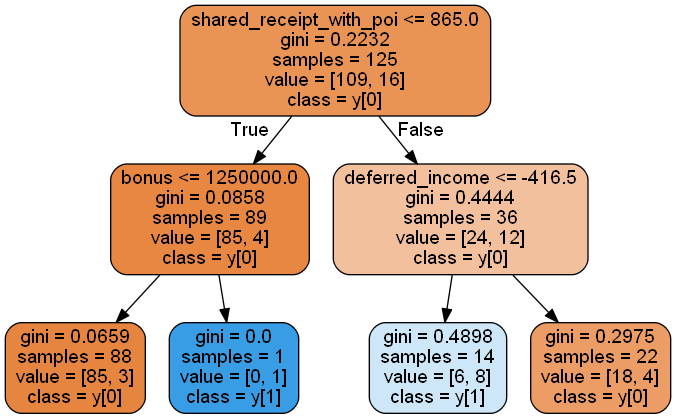 shared_receipt_with_poi <= 865.0
gini = 0.2232
samples = 125
value = [109, 16]
class = y[0]
True
False
bonus <= 1250000.0
gini = 0.0858
samples = 89
value = [85, 4]
class = y[0]
deferred_income <= -416.5
gini = 0.4444
samples = 36
value = [24, 12]
class = y[0]
gini = 0.0659
samples = 88
value = [85, 3]
class = y[0]
gini = 0.0
samples = 1
value = [0, 1]
class = y[1]
gini = 0.4898
samples = 14
value = [6, 8]
class = y[1]
gini = 0.2975
samples = 22
value = [18, 4]
class = y[0]